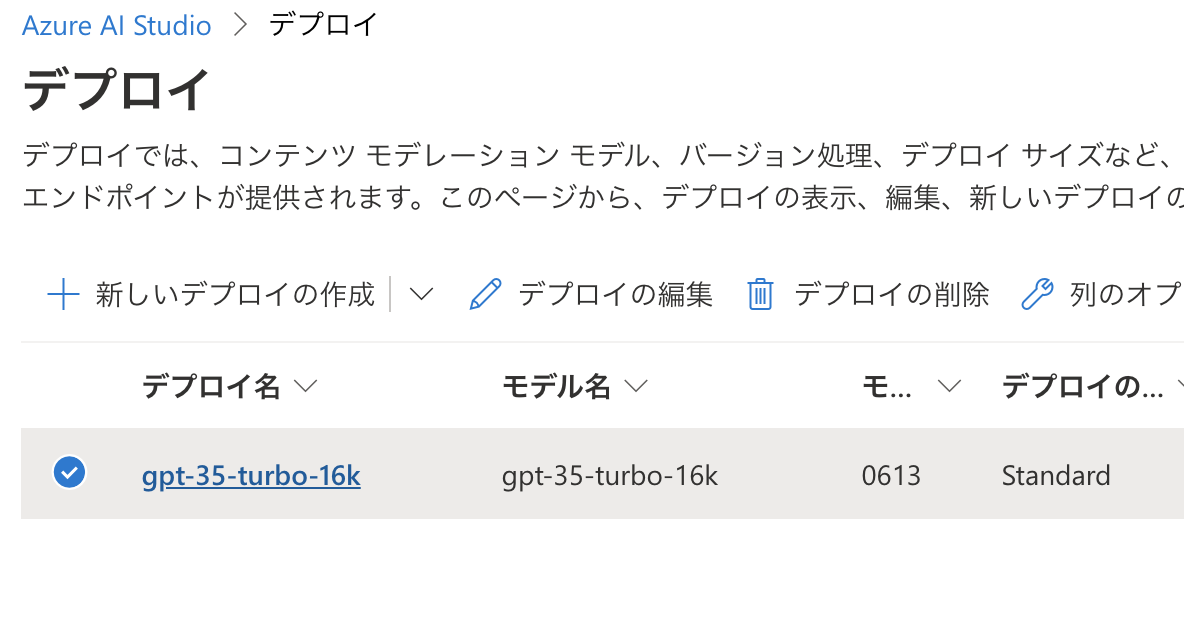 Azure AI Studio > デプロイ
デプロイ
デプロイでは、コンテンツ モデレーション モデル、バージョン処理、デプロイ サイズなど、
エンドポイントが提供されます。このページから、デプロイの表示、編集、新しいデプロイの
新しいデプロイの作成 デプロイの編集 デプロイの削除 列のオプ
デプロイ名 モデル名 モ... デプロイの...
gpt-35-turbo-16k gpt-35-turbo-16k 0613 Standard